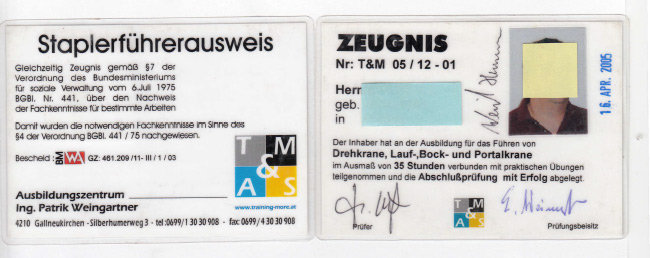 Staplerführerausweis
Gleichzeitig Zeugnis gemäß §7 der
Verordnung des Bundesministeriums
für soziale Verwaltung vom 6.Juli 1975
BGBl. Nr. 441, über den Nachweis
der Fachkenntnisse für bestimmte Arbeiten
Damit wurden die notwendigen Fachkenntnisse im Sinne des
§4 der Verordnung BGBl. 441 / 75 nachgewiesen.
Bescheid : BM WA GZ: 461.209 /11- III / 1 / 03
T M
&
A S
Ausbildungszentrum
Ing. Patrik Weingartner
www.training-more.at
4210 Gallneukirchen - Silberhumerweg 3 - tel:0699/1 30 30 908 - fax: 0699/4 30 30 908
ZEUGNIS
Nr: T&M 05 / 12 - 01
Herrn
geb.
in
16. APR. 2005
Der Inhaber hat an der Ausbildung für das Führen von
Drehkrane, Lauf-,Bock- und Portalkrane
im Ausmaß von 35 Stunden verbunden mit praktischen Übungen
teilgenommen und die Abschlußprüfung mit Erfolg abgelegt.
T M
&
A S
Prüfer
Prüfungsbeisitz